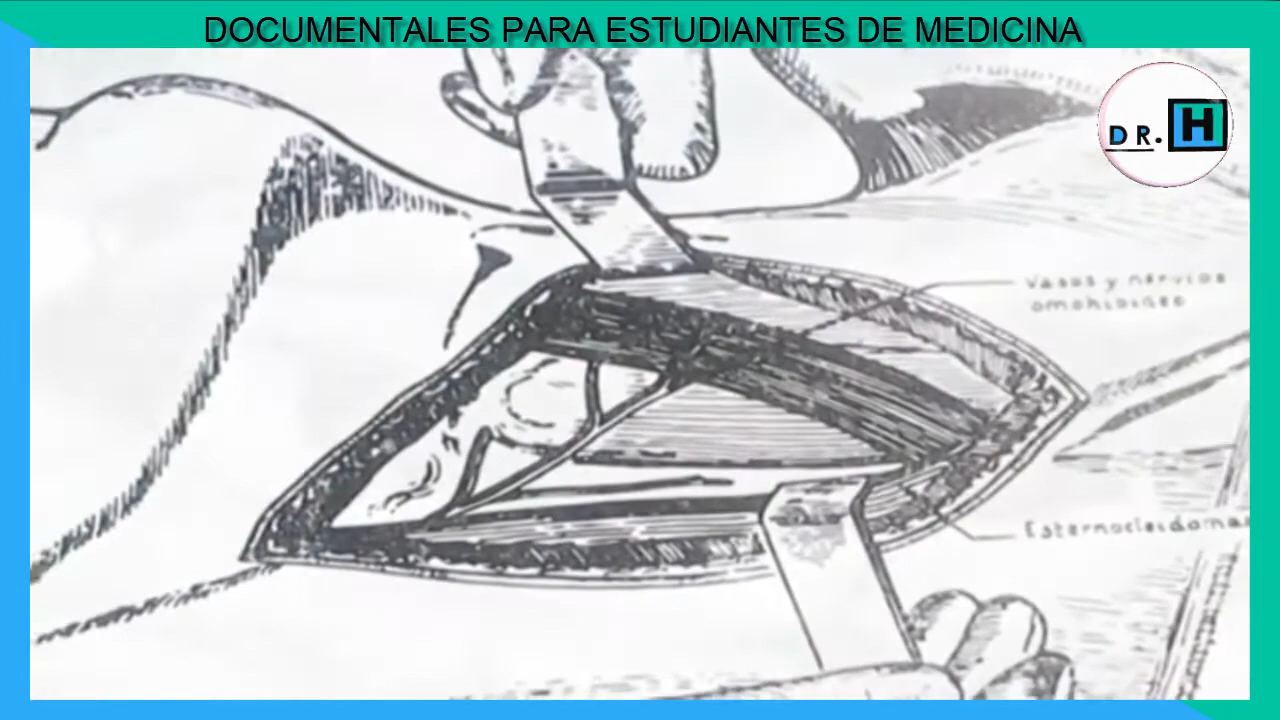 DOCUMENTALES PARA ESTUDIANTES DE MEDICINA
DR. H
Vasos y nervios
omohioideo
Esternocleidomas